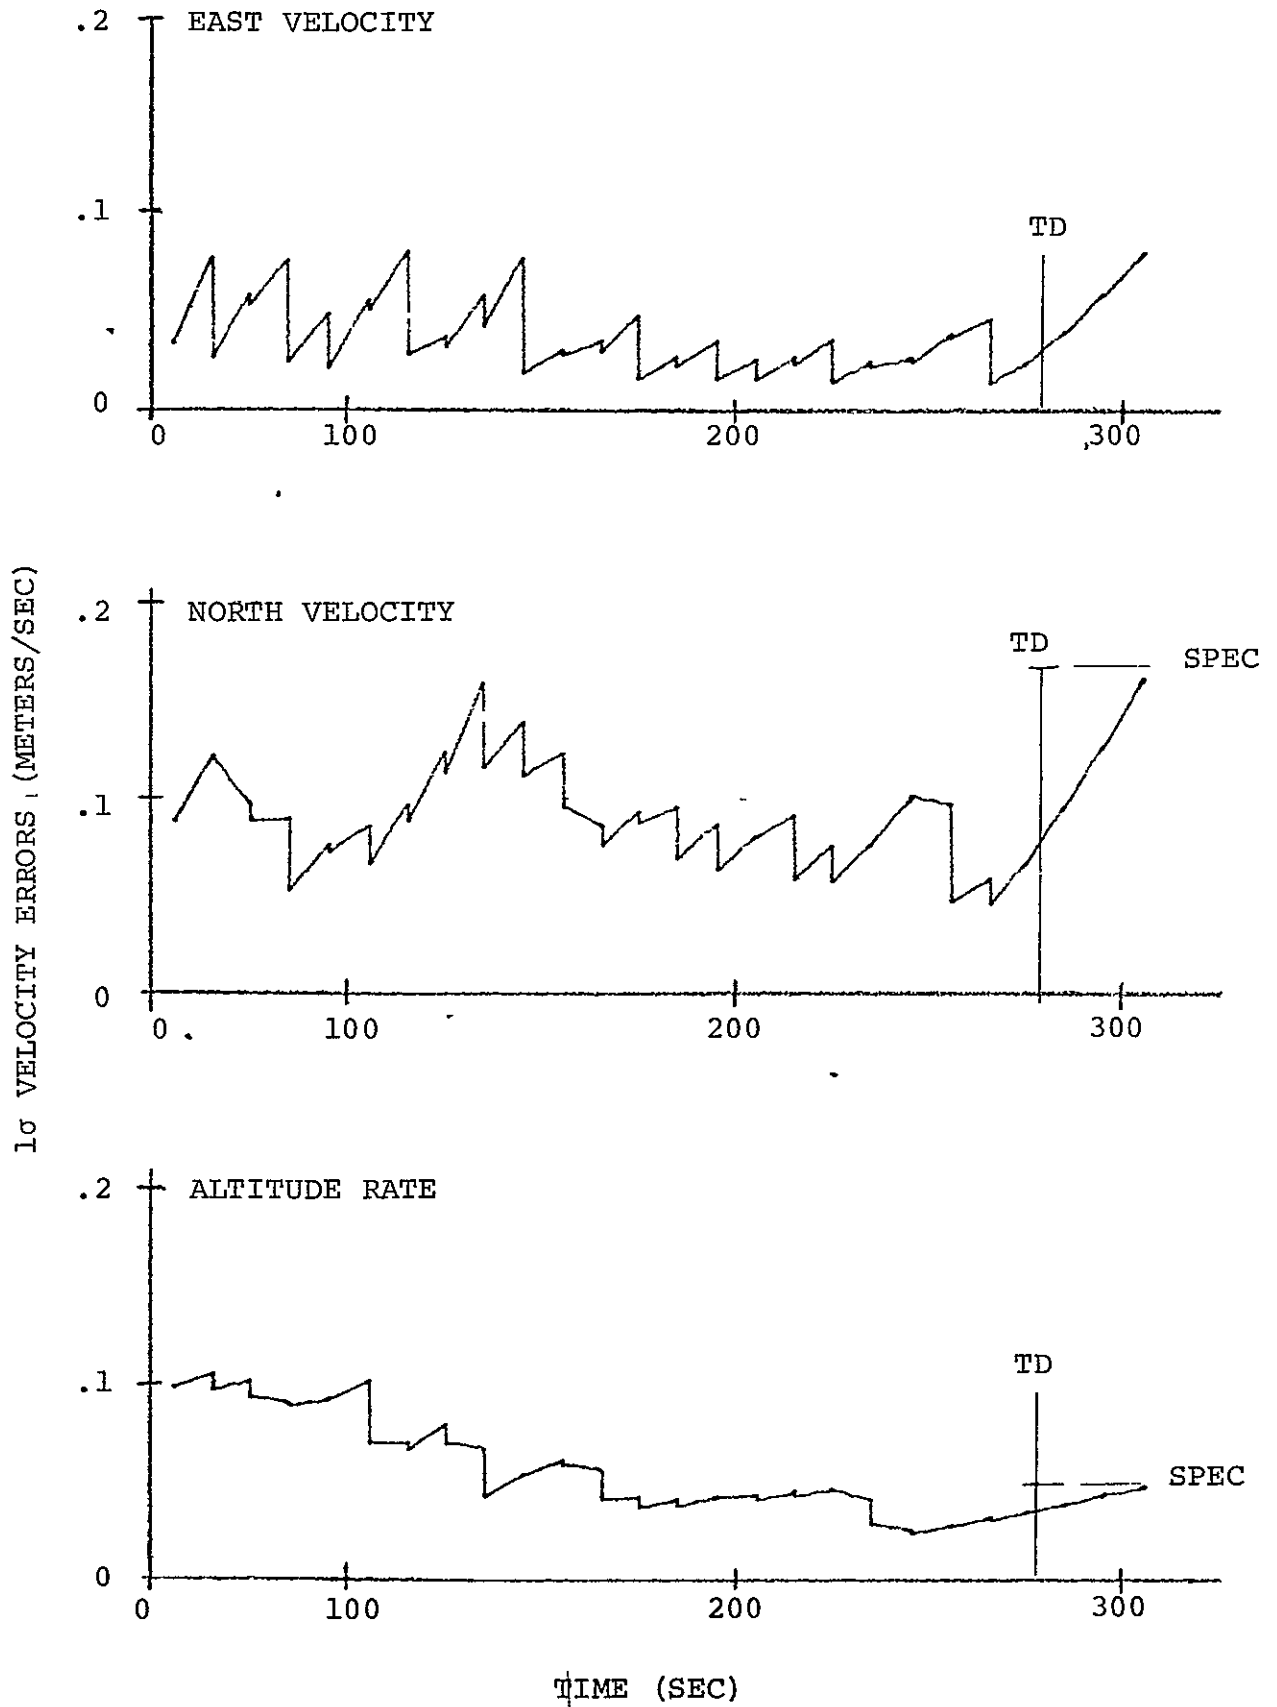 .2 EAST VELOCITY
.1
TD
0
0 100 200 300
1σ VELOCITY ERRORS (METERS/SEC)
.2 NORTH VELOCITY
TD
SPEC
.1
0
0 100 200 300
.2 ALTITUDE RATE
.1
TD
SPEC
0
0 100 200 300
TIME (SEC)